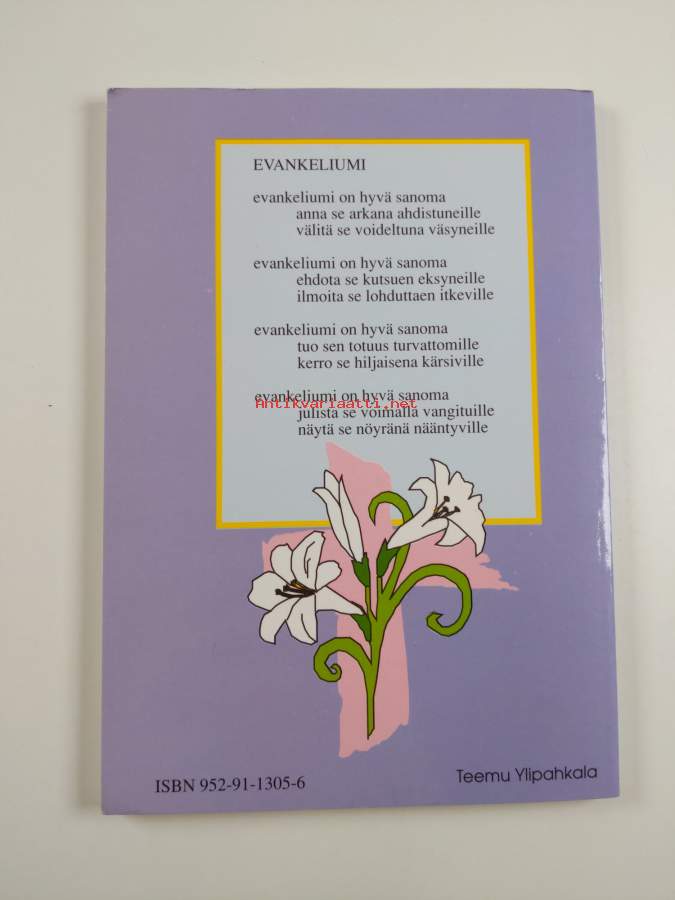 EVANKELIUMI
evankeliumi on hyvä sanoma
anna se arkana ahdistuneille
välitä se voideltuna väsyneille
evankeliumi on hyvä sanoma
ehdota se kutsuen eksyneille
ilmoita se lohduttaen itkeville
evankeliumi on hyvä sanoma
tuo sen totuus turvattomille
kerro se hiljaisena kärsiville
evankeliumi on hyvä sanoma
Antikvariaatti.net
julista se voimalla vangituille
näytä se nöyränä nääntyville
ISBN 952-91-1305-6
Teemu Ylipahkala